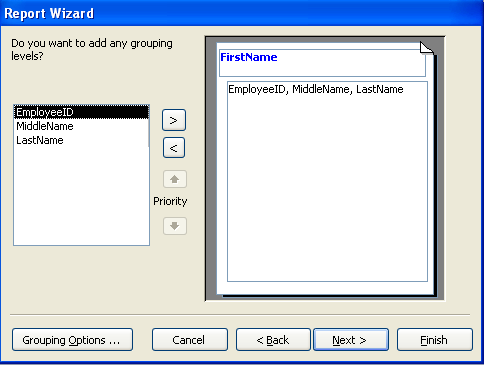 Report Wizard
Do you want to add any grouping
levels?
EmployeeID
MiddleName
LastName
>
<
Priority
FirstName
EmployeeID, MiddleName, LastName
Grouping Options ...
Cancel
< Back
Next >
Finish